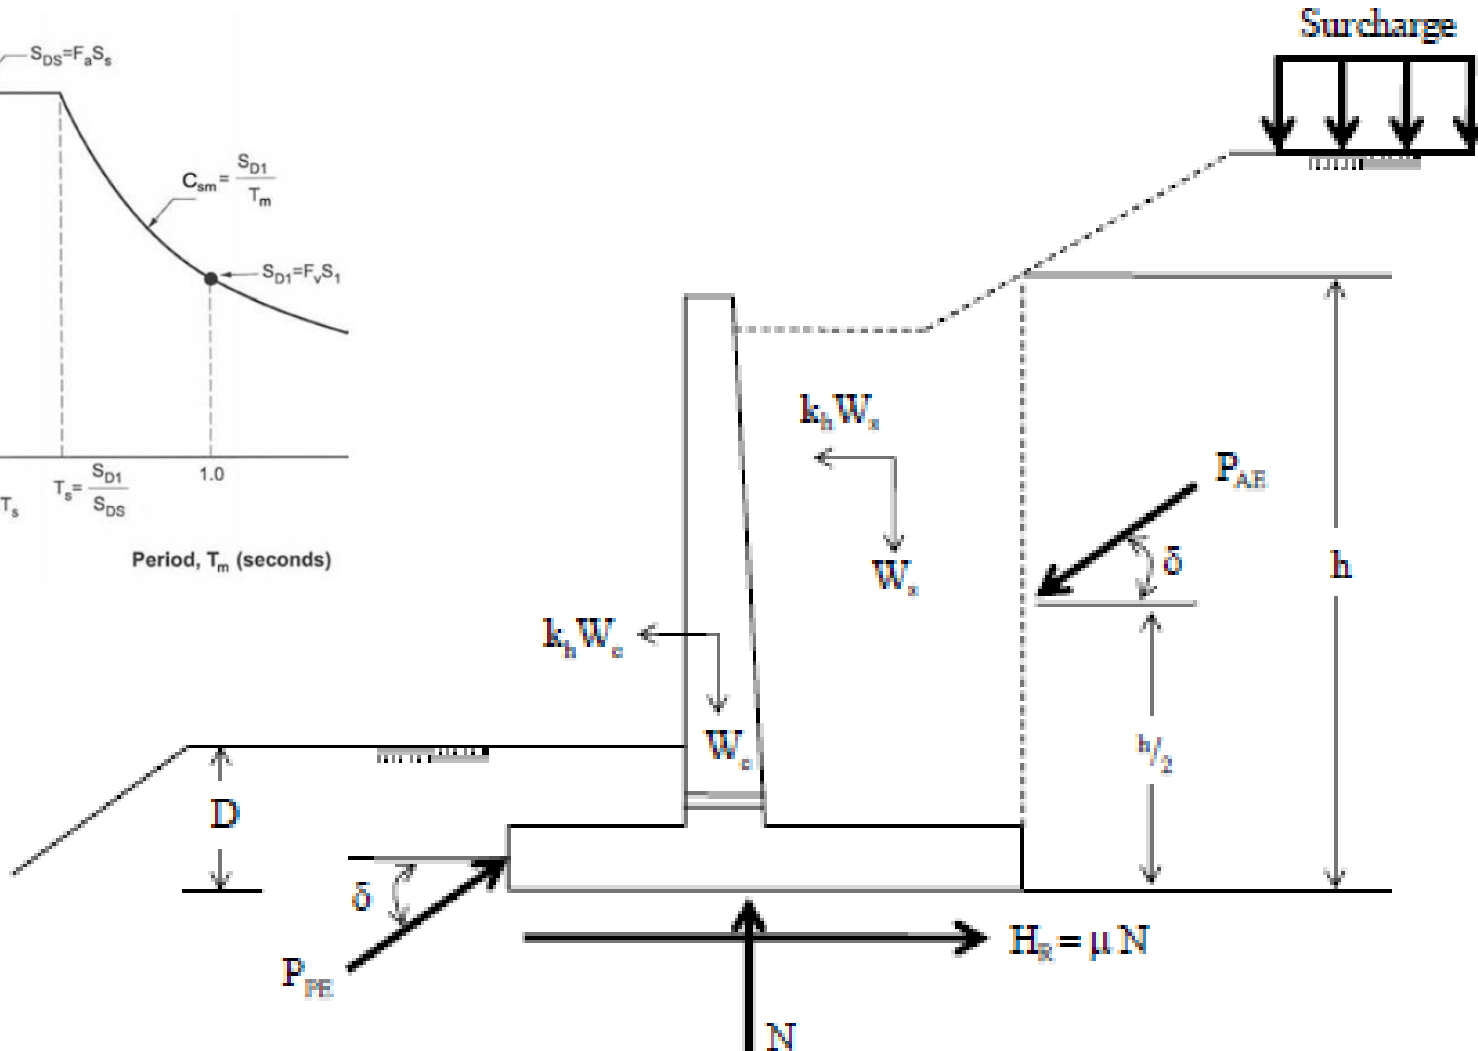 Surcharge
S_DS=F_aS_s
C_sm = S_D1 / T_m
S_D1=F_vS_1
T_s
T_s= S_D1 / S_DS
1.0
Period, T_m (seconds)
k_hW_s
W_s
P_AE
δ
h
k_hW_c
W_c
h/2
D
δ
P_PE
H_R = μ N
N